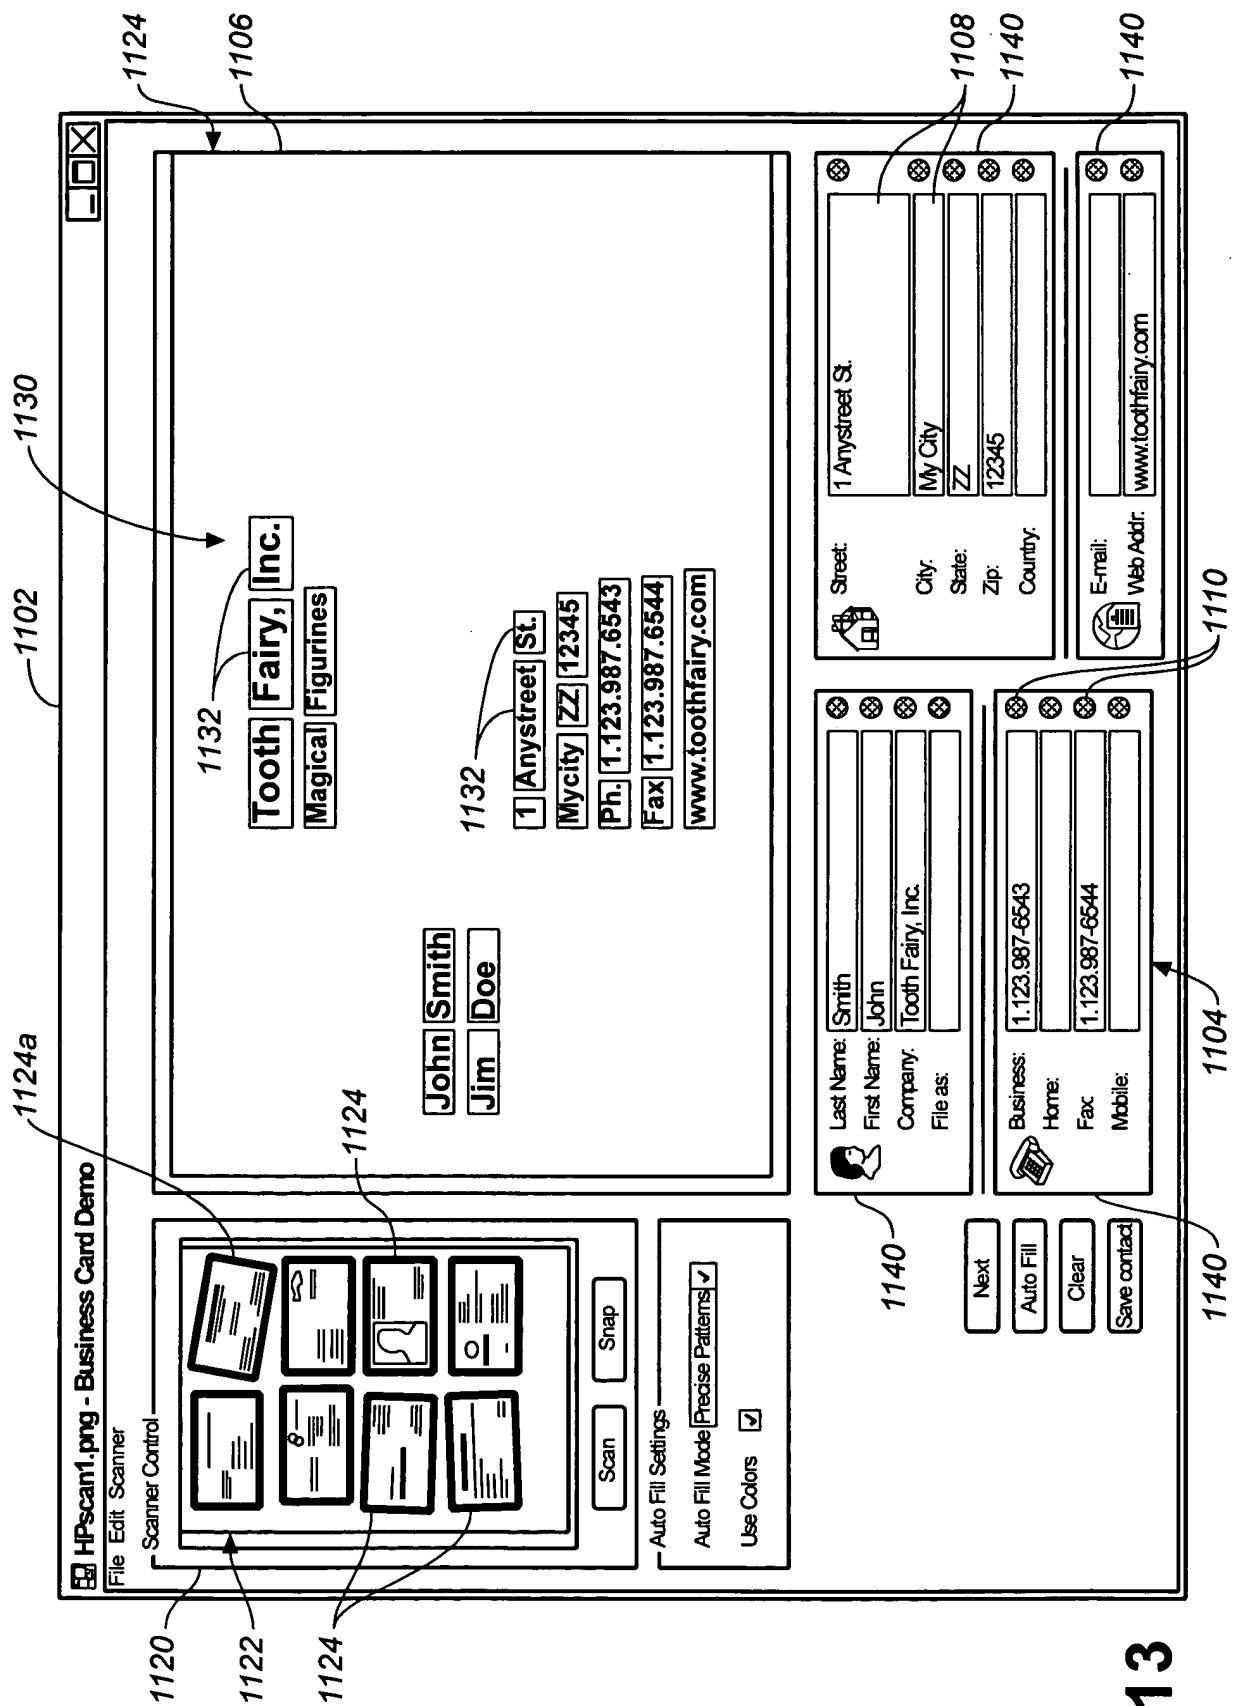 1124
1106
1102
1130
1124a
HPscan1.png - Business Card Demo
File Edit Scanner
Scanner Control
1120
1122
1124
1124
Scan
Snap
Auto Fill Settings
Auto Fill Mode Precise Patterns
Use Colors
1132
Tooth Fairy, Inc.
Magical Figurines
John Smith
Jim Doe
1132
1 Anystreet St.
Mycity ZZ 12345
Ph. 1.123.987.6543
Fax 1.123.987.6544
www.toothfairy.com
1140
Next
Auto Fill
Clear
Save contact
Last Name: Smith
First Name: John
Company: Tooth Fairy, Inc.
File as:
Business: 1.123.987-6543
Home:
Fax: 1.123.987-6544
Mobile:
Street: 1 Anystreet St.
City: My City
State: ZZ
Zip: 12345
Country:
E-mail:
Web Addr: www.toothfairy.com
1108
1140
1140
1110
1104
1140
13